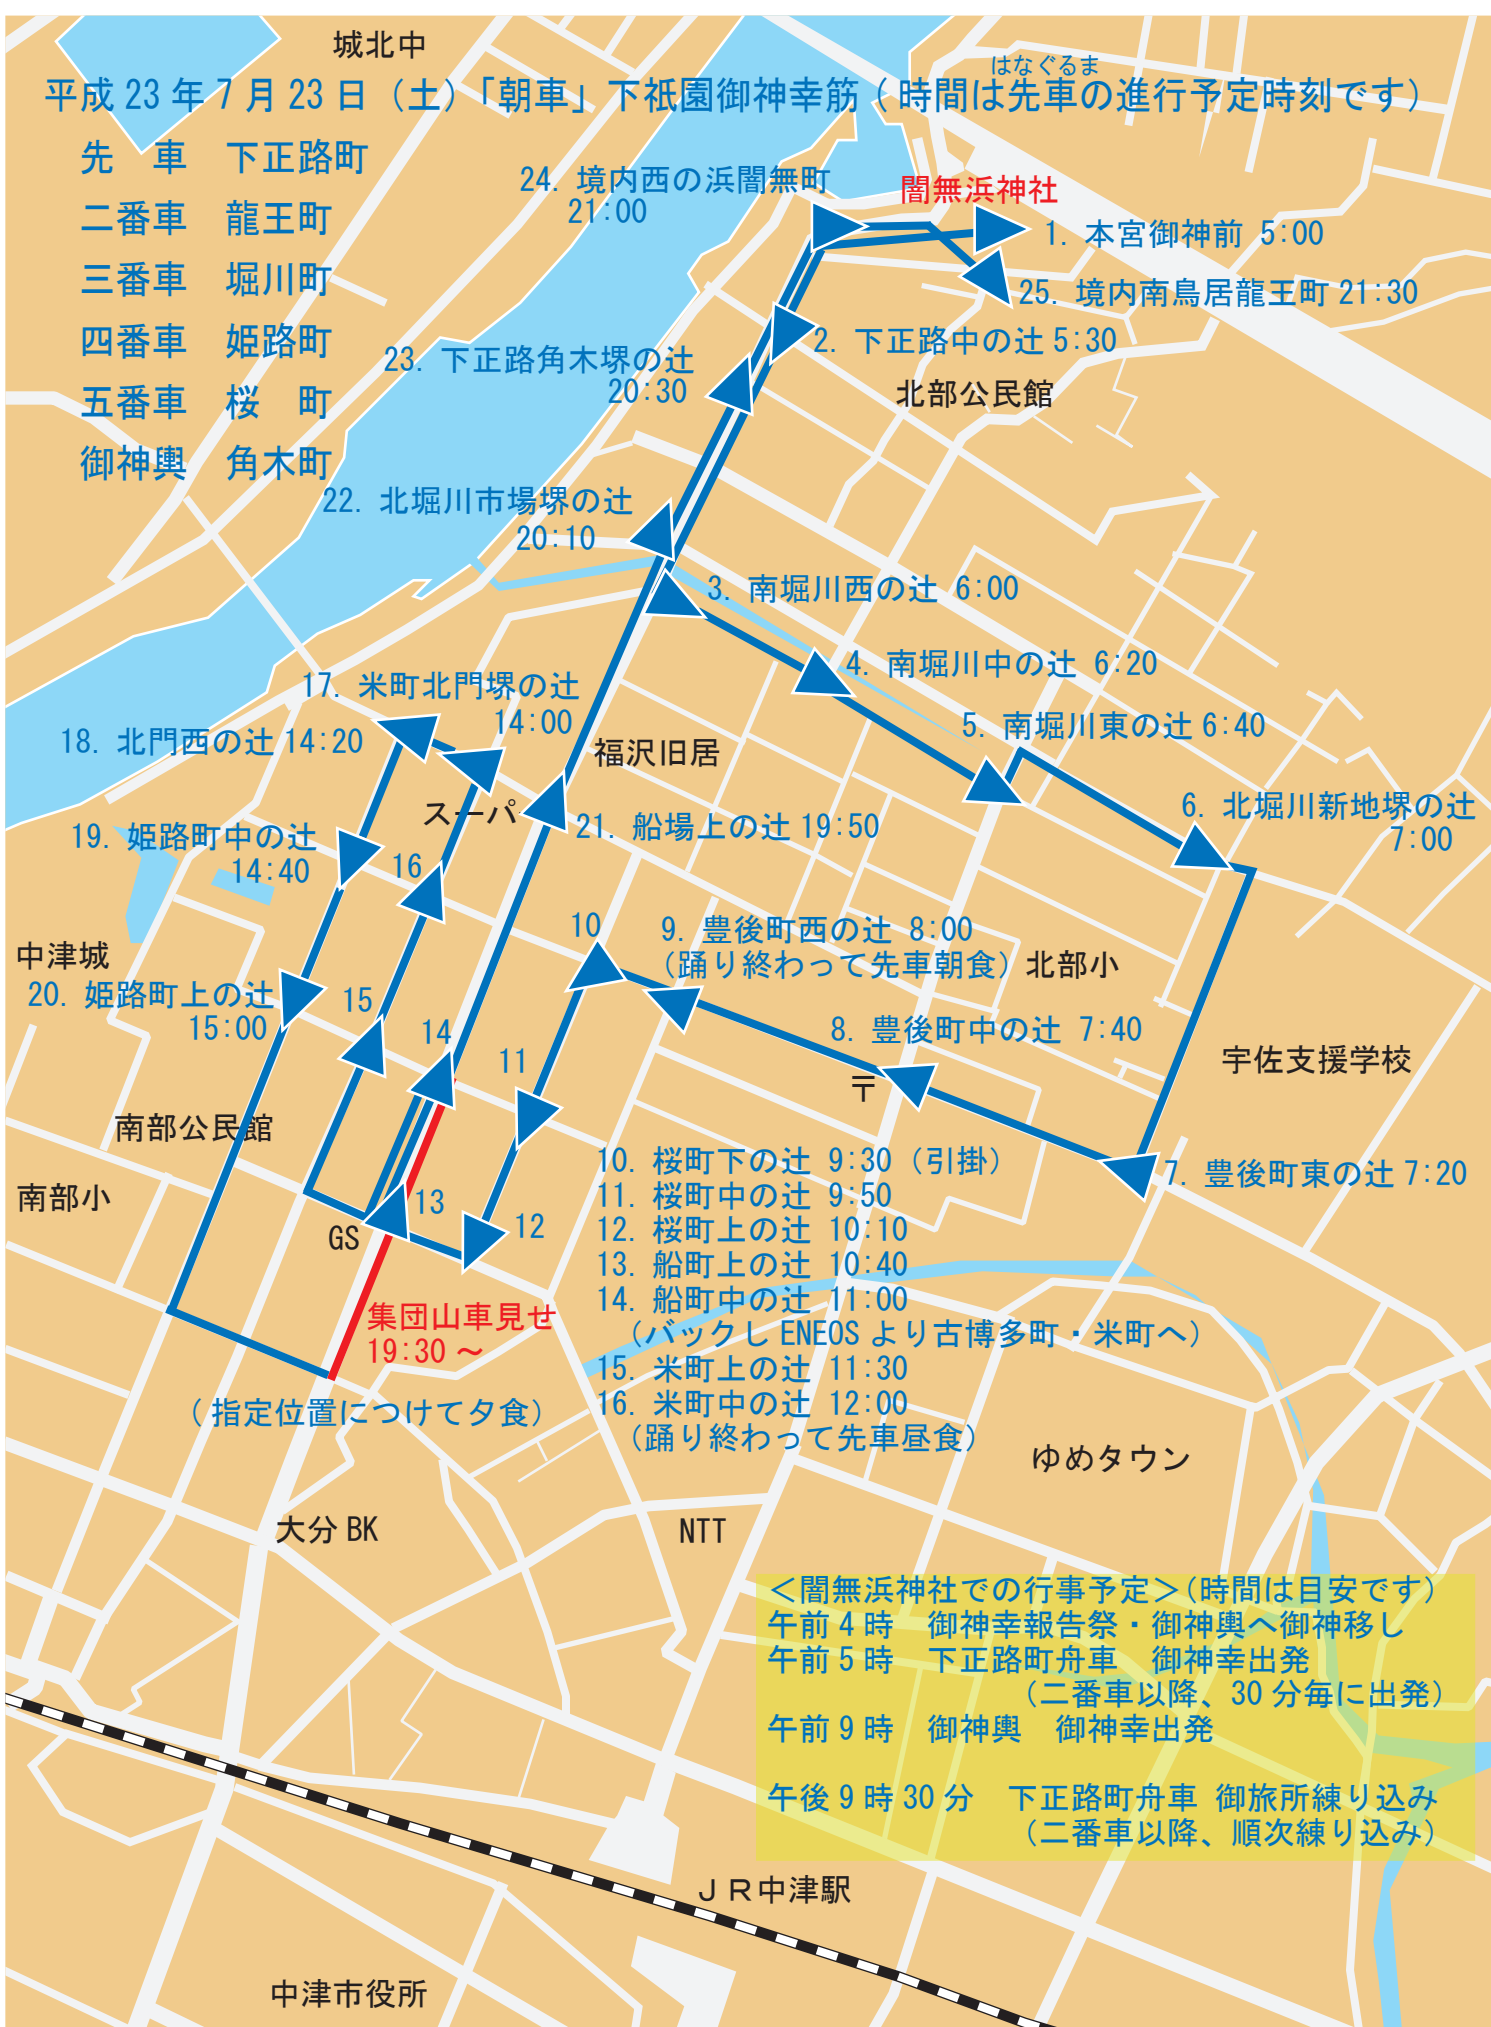 城北中
はなぐるま
平成23年7月23日（土）「朝車」下祇園御神幸筋（時間は先車の進行予定時刻です）
先　車　下正路町
二番車　龍王町
三番車　堀川町
四番車　姫路町
五番車　桜　町
御神輿　角木町
24. 境内西の浜闇無町
21:00
闇無浜神社
1. 本宮御神前 5:00
25. 境内南鳥居龍王町 21:30
2. 下正路中の辻 5:30
23. 下正路角木堺の辻
20:30
北部公民館
22. 北堀川市場堺の辻
20:10
3. 南堀川西の辻 6:00
4. 南堀川中の辻 6:20
17. 米町北門堺の辻
14:00
5. 南堀川東の辻 6:40
18. 北門西の辻 14:20
福沢旧居
スーパー
21. 船場上の辻 19:50
6. 北堀川新地堺の辻
7:00
19. 姫路町中の辻
14:40
16
10
9. 豊後町西の辻 8:00
（踊り終わって先車朝食）
北部小
中津城
20. 姫路町上の辻
15:00
15
14
11
8. 豊後町中の辻 7:40
〒
宇佐支援学校
南部公民館
南部小
13
12
GS
7. 豊後町東の辻 7:20
10. 桜町下の辻 9:30（引掛）
11. 桜町中の辻 9:50
12. 桜町上の辻 10:10
13. 船町上の辻 10:40
14. 船町中の辻 11:00
（バックし ENEOS より古博多町・米町へ）
15. 米町上の辻 11:30
16. 米町中の辻 12:00
（踊り終わって先車昼食）
集団山車見せ
19:30 ～
（指定位置につけて夕食）
ゆめタウン
大分 BK
NTT
＜闇無浜神社での行事予定＞（時間は目安です）
午前4時　御神幸報告祭・御神輿へ御神移し
午前5時　下正路町舟車　御神幸出発
（二番車以降、30分毎に出発）
午前9時　御神輿　御神幸出発
午後9時30分　下正路町舟車 御旅所練り込み
（二番車以降、順次練り込み）
ＪＲ中津駅
中津市役所